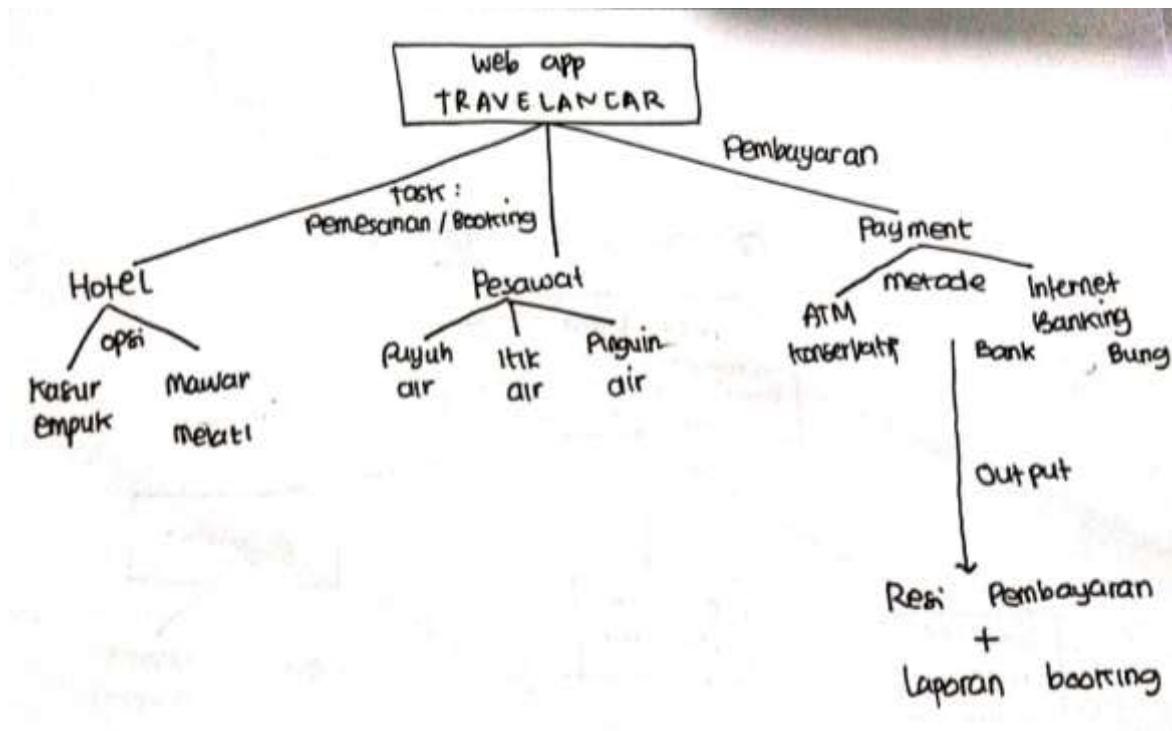 Web app
TRAVELANCAR
Pembayaran
Task :
Pemesanan / Booking
Payment
Hotel
Pesawat
metode
Internet
Banking
ATM
konservatif
Bank
Bung
opsi
Kasur
empuk
Mawar
Melati
Puyuh
air
Itik
air
Pinguin
air
Output
Resi Pembayaran
+
Laporan booking